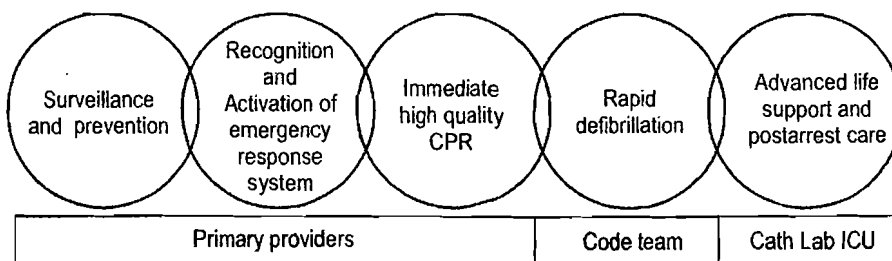 Surveillance
and prevention
Recognition
and
Activation of
emergency
response
system
Immediate
high quality
CPR
Rapid
defibrillation
Advanced life
support and
postarrest care
Primary providers
Code team
Cath Lab ICU